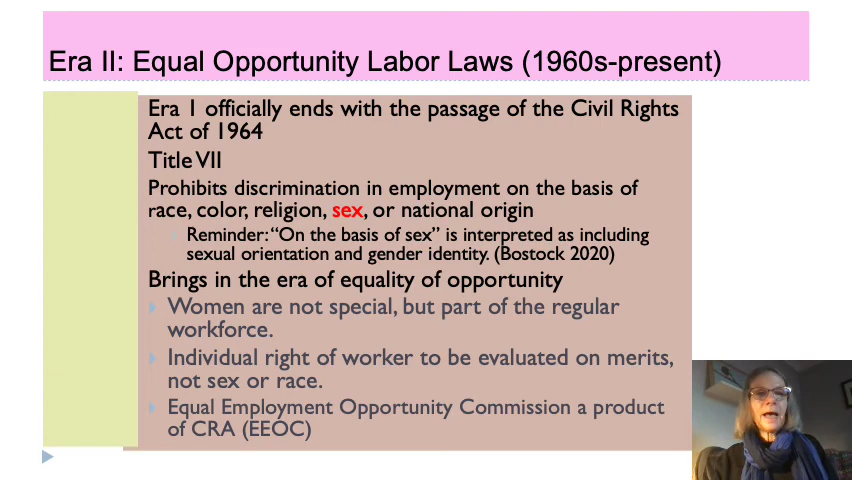 Era II: Equal Opportunity Labor Laws (1960s-present)
Era 1 officially ends with the passage of the Civil Rights
Act of 1964
Title VII
Prohibits discrimination in employment on the basis of
race, color, religion, sex, or national origin
Reminder: “On the basis of sex” is interpreted as including
sexual orientation and gender identity. (Bostock 2020)
Brings in the era of equality of opportunity
Women are not special, but part of the regular
workforce.
Individual right of worker to be evaluated on merits,
not sex or race.
Equal Employment Opportunity Commission a product
of CRA (EEOC)